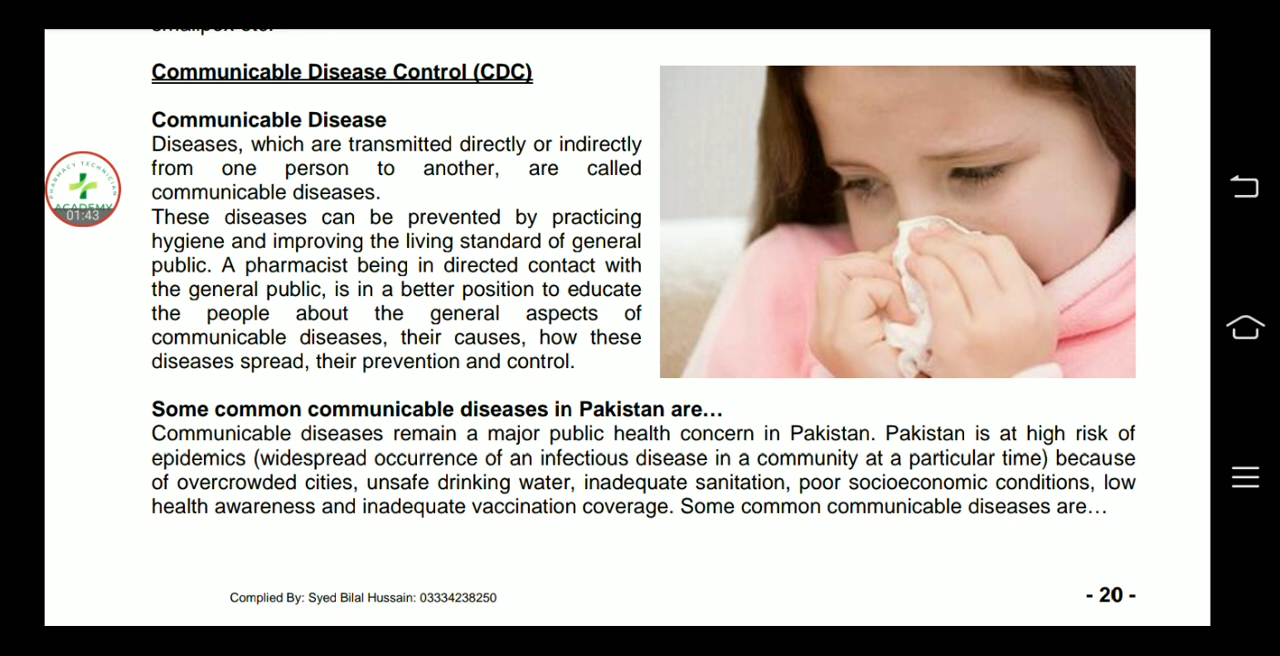 Communicable Disease Control (CDC)
Communicable Disease
Diseases, which are transmitted directly or indirectly
from one person to another, are called
communicable diseases.
These diseases can be prevented by practicing
hygiene and improving the living standard of general
public. A pharmacist being in directed contact with
the general public, is in a better position to educate
the people about the general aspects of
communicable diseases, their causes, how these
diseases spread, their prevention and control.
PHARMACY TECHNICIAN
ACADEMY
01:43
Some common communicable diseases in Pakistan are…
Communicable diseases remain a major public health concern in Pakistan. Pakistan is at high risk of
epidemics (widespread occurrence of an infectious disease in a community at a particular time) because
of overcrowded cities, unsafe drinking water, inadequate sanitation, poor socioeconomic conditions, low
health awareness and inadequate vaccination coverage. Some common communicable diseases are…
Complied By: Syed Bilal Hussain: 03334238250
- 20 -